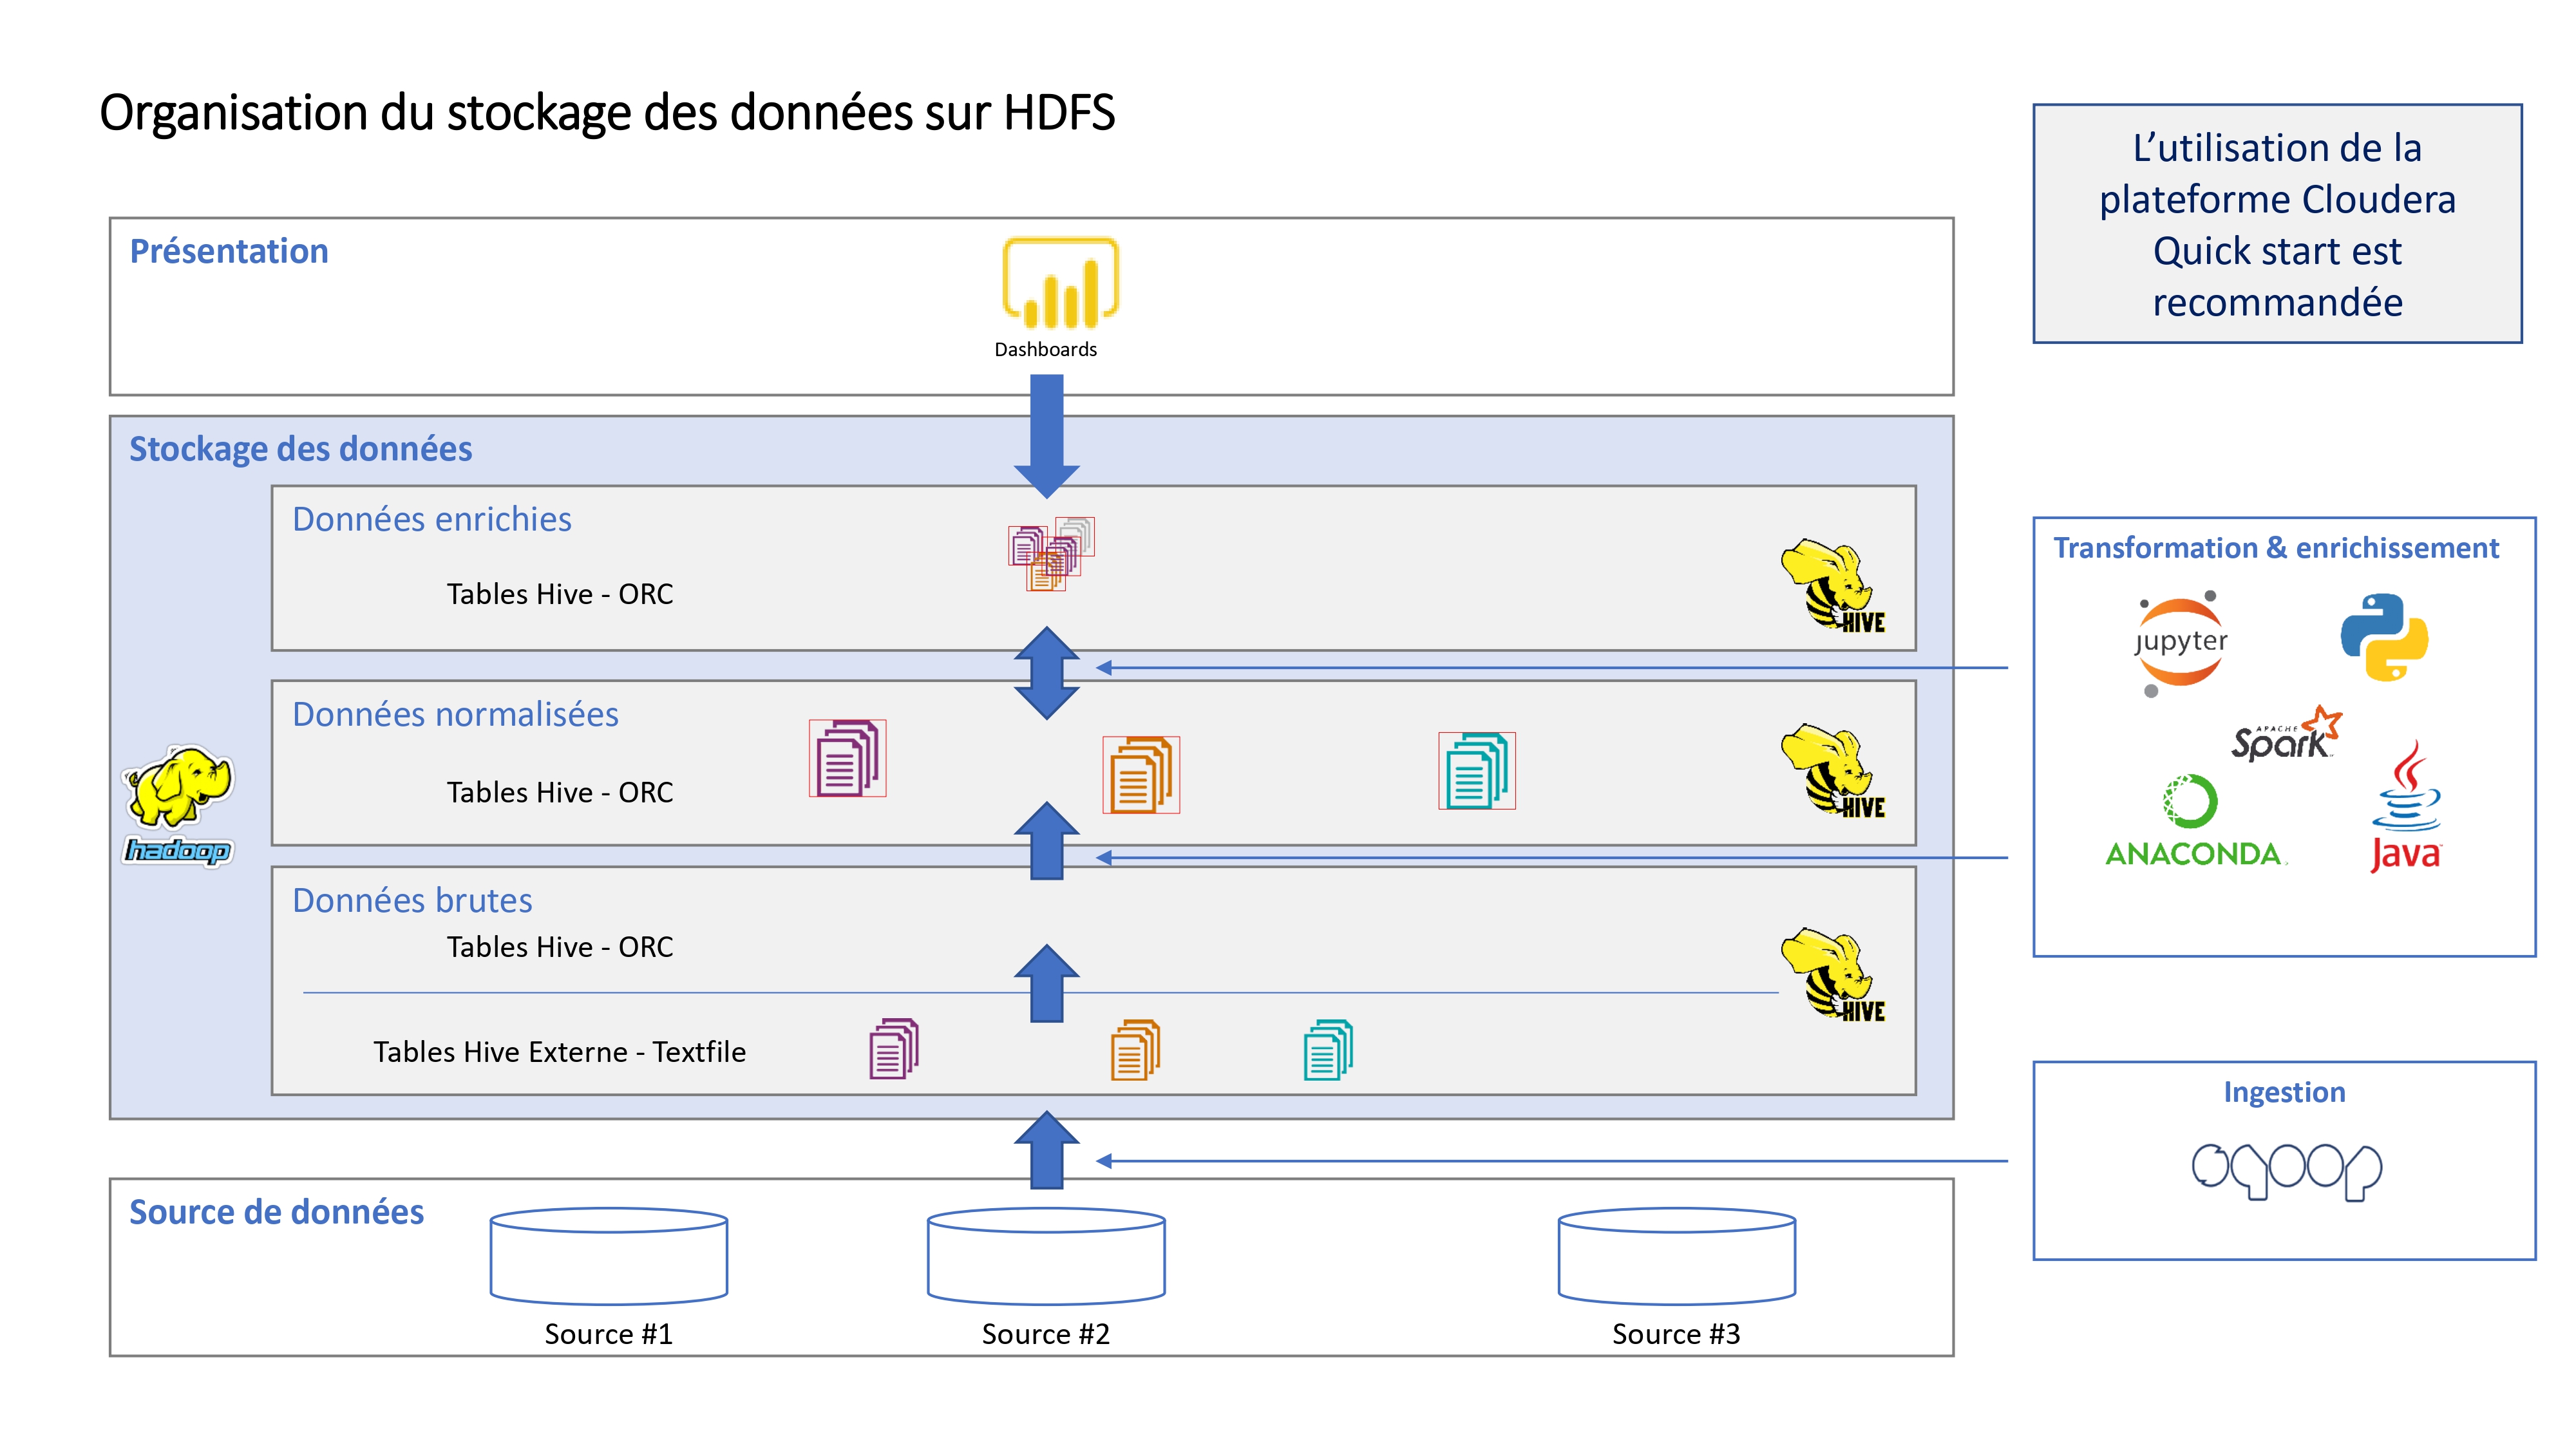 Organisation du stockage des données sur HDFS
L’utilisation de la
plateforme Cloudera
Quick start est
recommandée
Présentation
Dashboards
Stockage des données
Données enrichies
Tables Hive - ORC
HIVE
Données normalisées
Tables Hive - ORC
HIVE
hadoop
Données brutes
Tables Hive - ORC
HIVE
Tables Hive Externe - Textfile
Source de données
Source #1
Source #2
Source #3
Transformation & enrichissement
jupyter
APACHE
Spark
ANACONDA
Java
Ingestion
sqoop